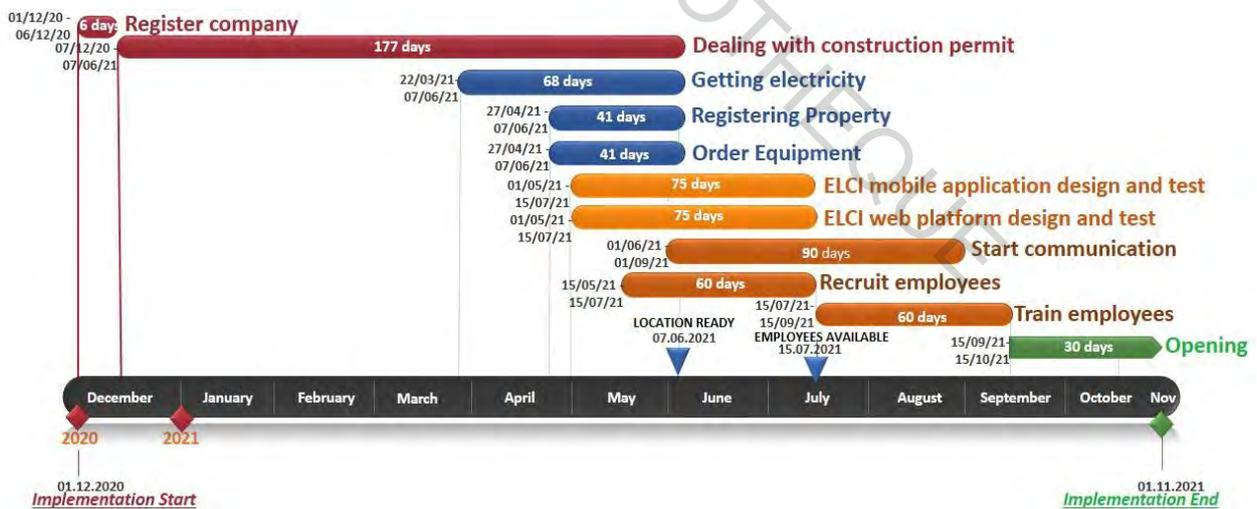 01/12/20 -
06/12/20
6 days
Register company
07/12/20 -
07/06/21
177 days
Dealing with construction permit
22/03/21-
07/06/21
68 days
Getting electricity
27/04/21 -
07/06/21
41 days
Registering Property
27/04/21 -
07/06/21
41 days
Order Equipment
01/05/21 -
15/07/21
75 days
ELCI mobile application design and test
01/05/21 -
15/07/21
75 days
ELCI web platform design and test
01/06/21 -
01/09/21
90 days
Start communication
15/05/21 -
15/07/21
60 days
Recruit employees
15/07/21-
15/09/21
60 days
Train employees
LOCATION READY
07.06.2021
EMPLOYEES AVAILABLE
15.07.2021
15/09/21-
15/10/21
30 days
Opening
December January February March April May June July August September October Nov
2020 2021
01.12.2020
Implementation Start
01.11.2021
Implementation End
OTHEQUE